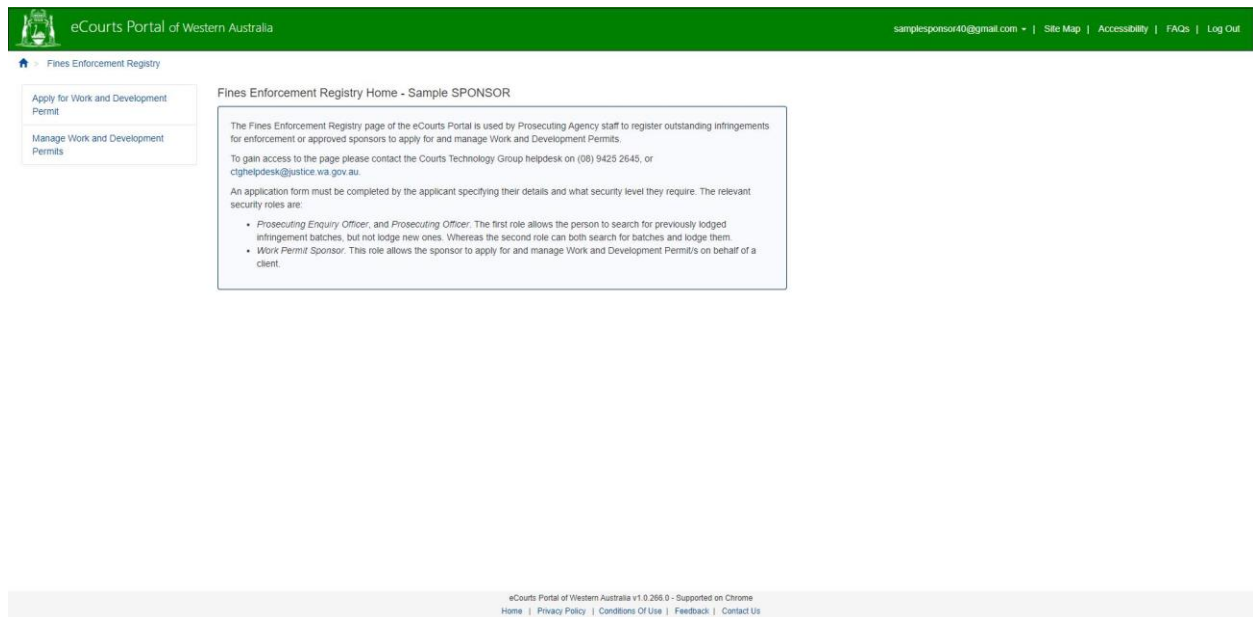 eCourts Portal of Western Australia
samplesponsor40@gmail.com | Site Map | Accessibility | FAQs | Log Out
> Fines Enforcement Registry
Apply for Work and Development
Permit
Manage Work and Development
Permits
Fines Enforcement Registry Home - Sample SPONSOR
The Fines Enforcement Registry page of the eCourts Portal is used by Prosecuting Agency staff to register outstanding infringements
for enforcement or approved sponsors to apply for and manage Work and Development Permits.
To gain access to the page please contact the Courts Technology Group helpdesk on (08) 9425 2645, or
ctghelpdesk@justice.wa.gov.au.
An application form must be completed by the applicant specifying their details and what security level they require. The relevant
security roles are:
• Prosecuting Enquiry Officer, and Prosecuting Officer. The first role allows the person to search for previously lodged
infringement batches, but not lodge new ones. Whereas the second role can both search for batches and lodge them.
• Work Permit Sponsor. This role allows the sponsor to apply for and manage Work and Development Permit/s on behalf of a
client.
eCourts Portal of Western Australia v1.0.266.0 - Supported on Chrome
Home | Privacy Policy | Conditions Of Use | Feedback | Contact Us